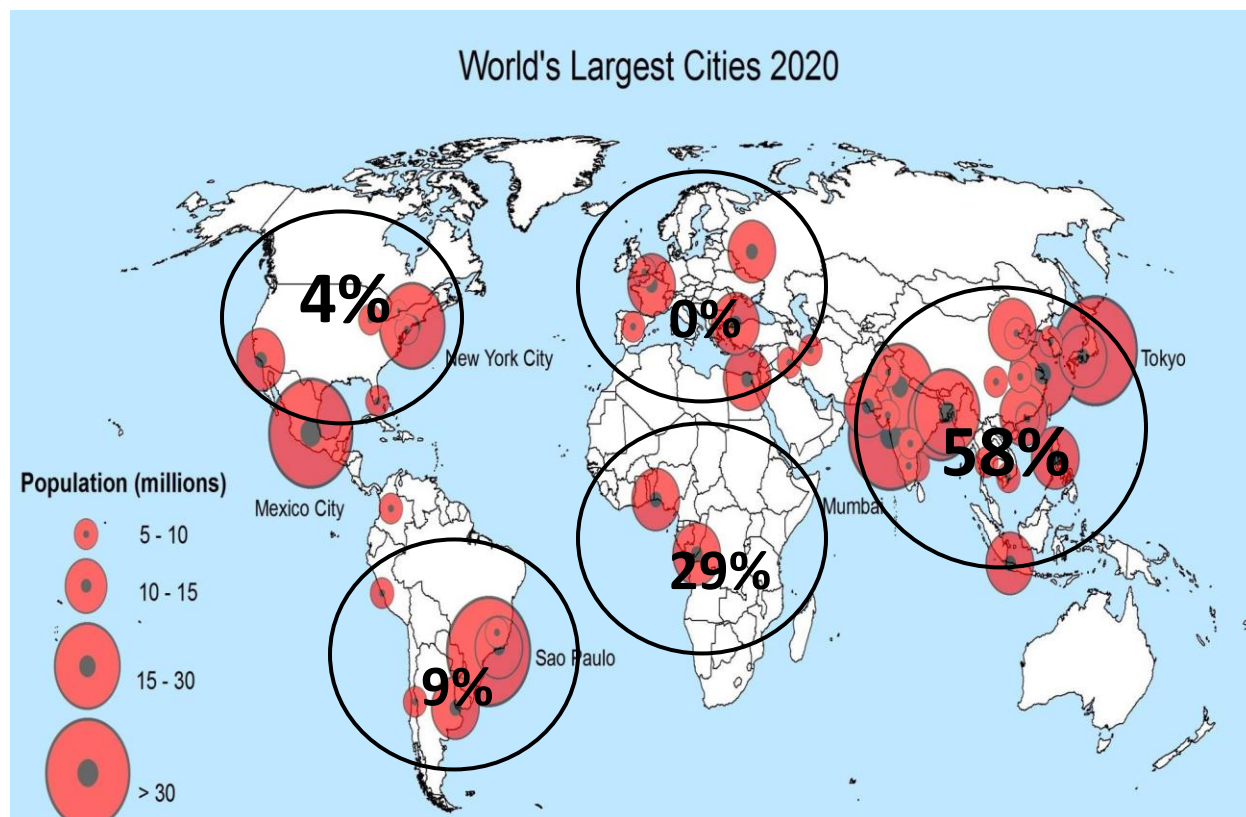 World's Largest Cities 2020
4%
0%
New York City
Tokyo
58%
Population (millions)
Mexico City
Mumbai
5 - 10
29%
10 - 15
Sao Paulo
15 - 30
9%
> 30